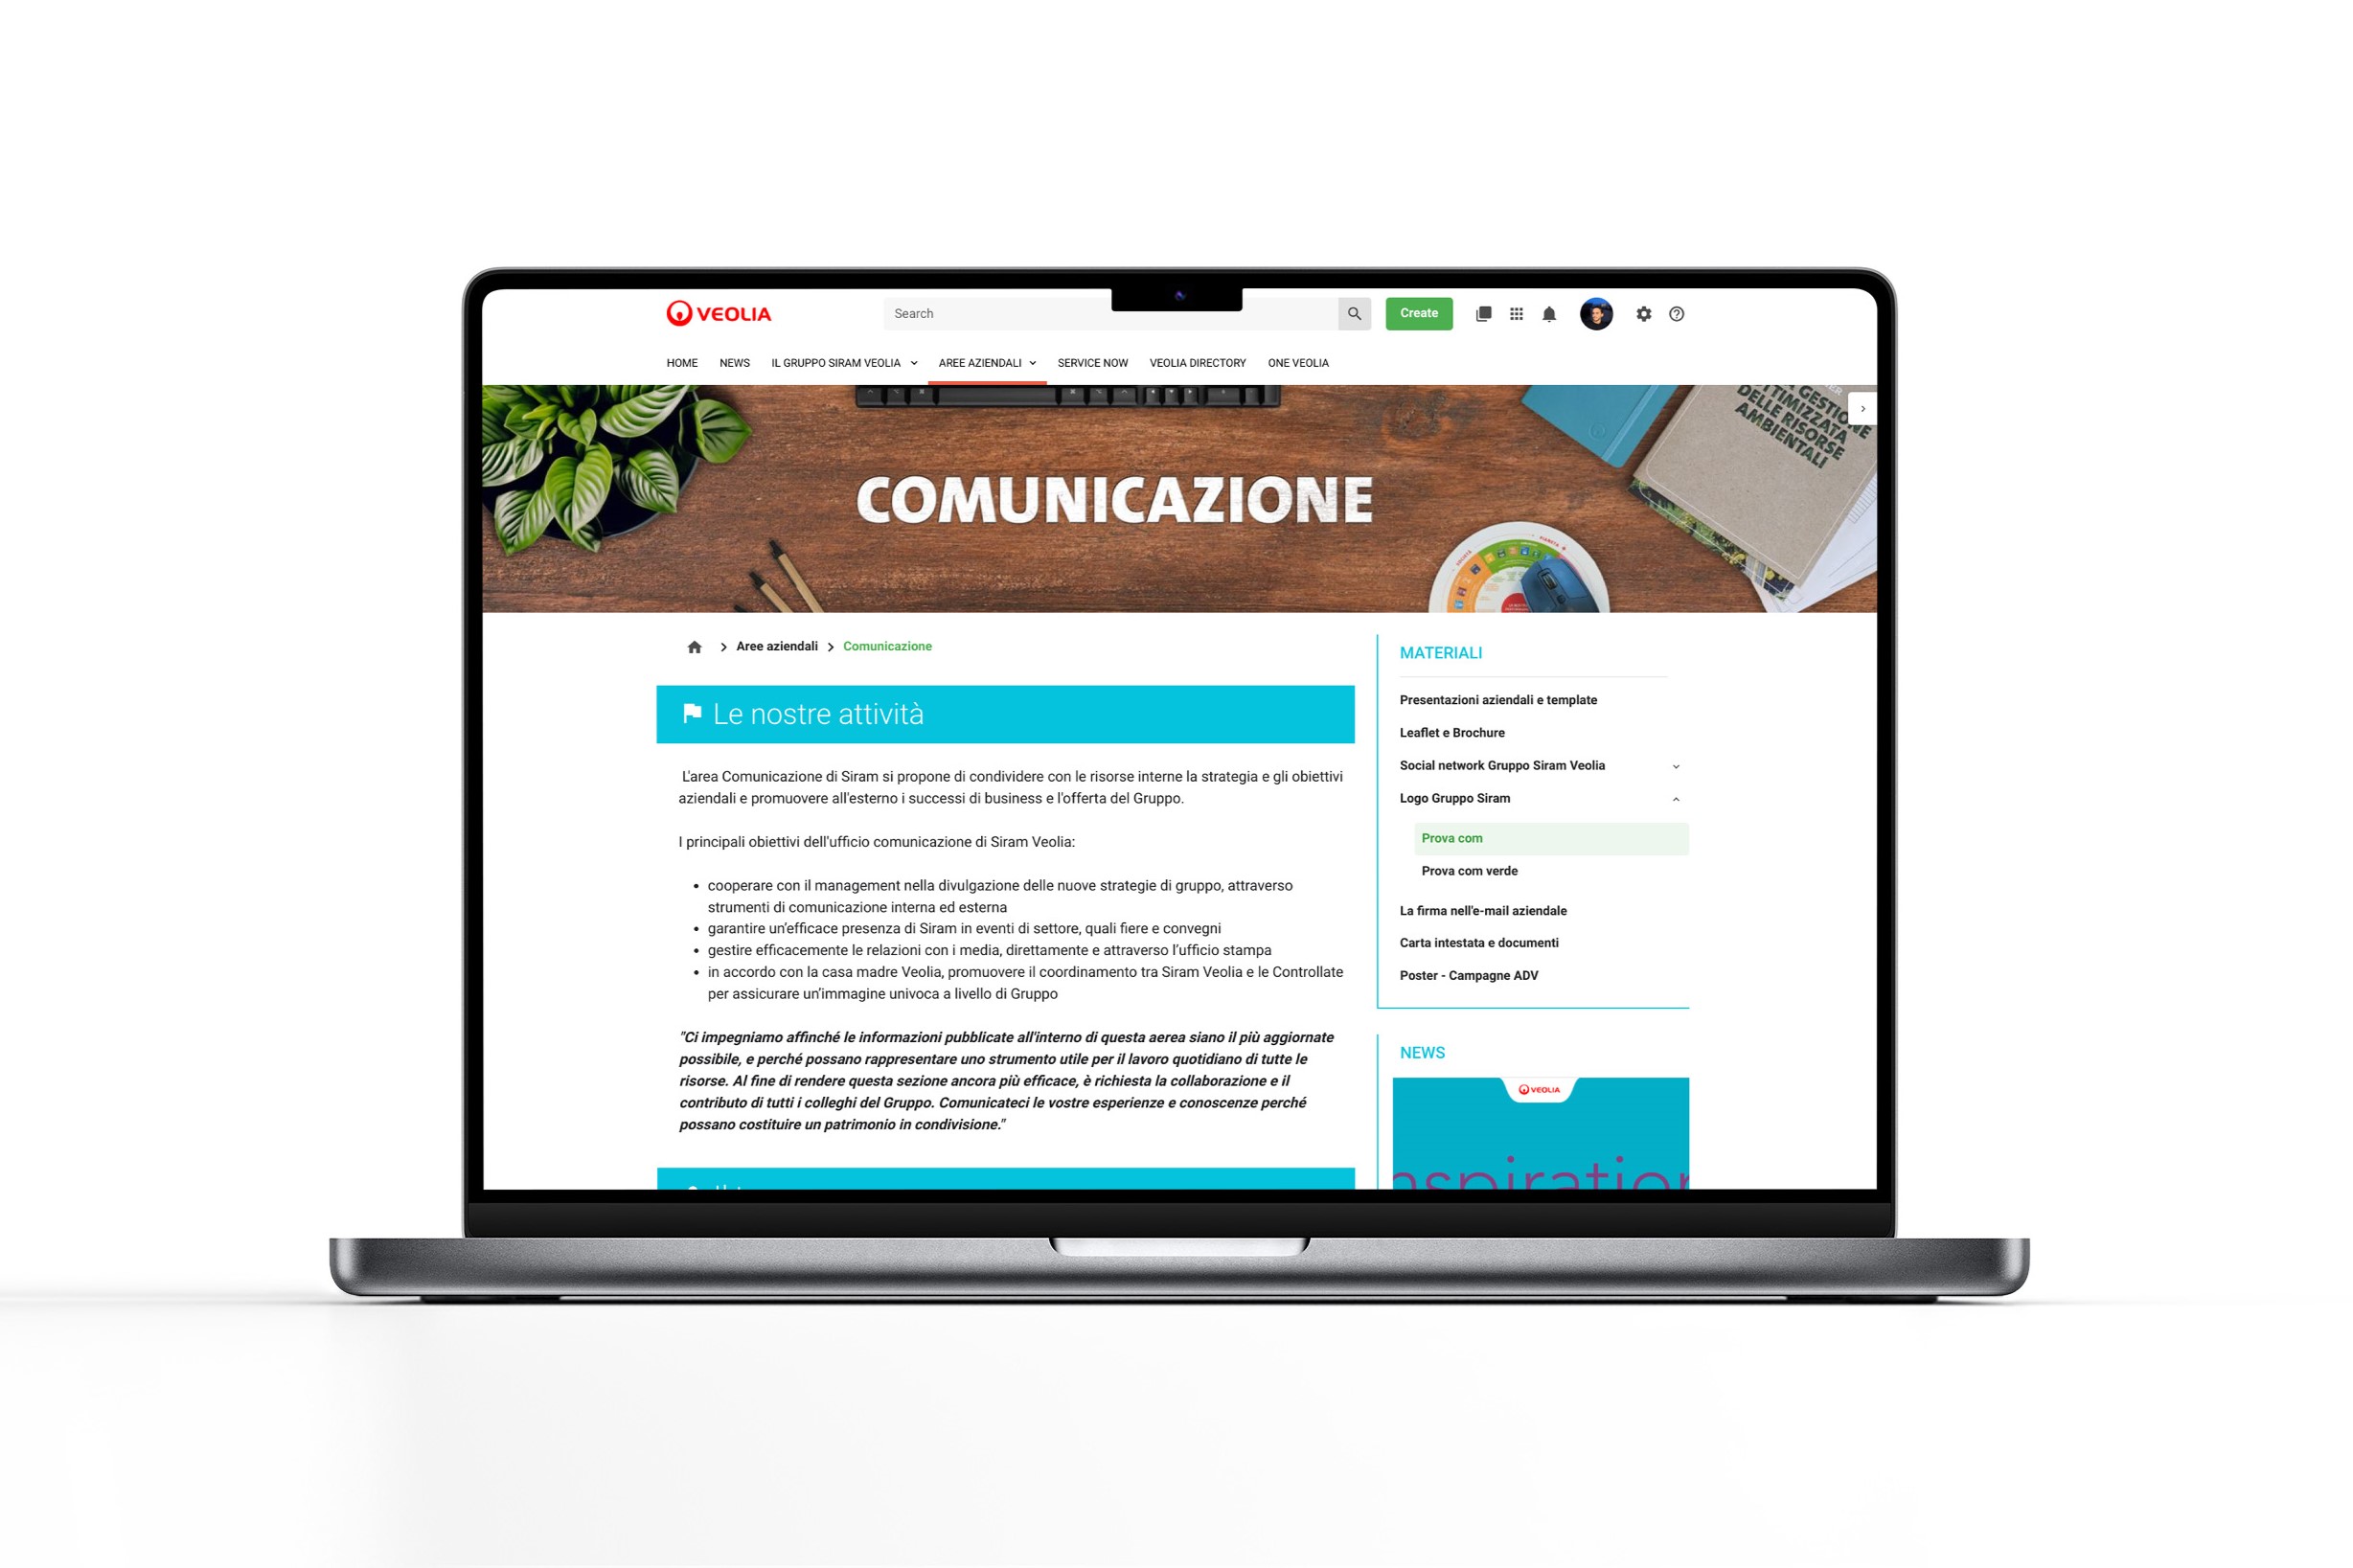 VEOLIA
Search
Create
HOME NEWS IL GRUPPO SIRAM VEOLIA AREE AZIENDALI SERVICE NOW VEOLIA DIRECTORY ONE VEOLIA
GESTIONE
OTTIMIZZATA
DELLE RISORSE
AMBIENTALI
COMUNICAZIONE
Aree aziendali > Comunicazione
Le nostre attività
L'area Comunicazione di Siram si propone di condividere con le risorse interne la strategia e gli obiettivi
aziendali e promuovere all'esterno i successi di business e l'offerta del Gruppo.
I principali obiettivi dell'ufficio comunicazione di Siram Veolia:
• cooperare con il management nella divulgazione delle nuove strategie di gruppo, attraverso
strumenti di comunicazione interna ed esterna
• garantire un'efficace presenza di Siram in eventi di settore, quali fiere e convegni
• gestire efficacemente le relazioni con i media, direttamente e attraverso l'ufficio stampa
• in accordo con la casa madre Veolia, promuovere il coordinamento tra Siram Veolia e le Controllate
per assicurare un'immagine univoca a livello di Gruppo
"Ci impegniamo affinché le informazioni pubblicate all'interno di questa aerea siano il più aggiornate
possibile, e perché possano rappresentare uno strumento utile per il lavoro quotidiano di tutte le
risorse. Al fine di rendere questa sezione ancora più efficace, è richiesta la collaborazione e il
contributo di tutti i colleghi del Gruppo. Comunicateci le vostre esperienze e conoscenze perché
possano costituire un patrimonio in condivisione."
MATERIALI
Presentazioni aziendali e template
Leaflet e Brochure
Social network Gruppo Siram Veolia
Logo Gruppo Siram
Prova com
Prova com verde
La firma nell'e-mail aziendale
Carta intestata e documenti
Poster - Campagne ADV
NEWS
VEOLIA
nspiration